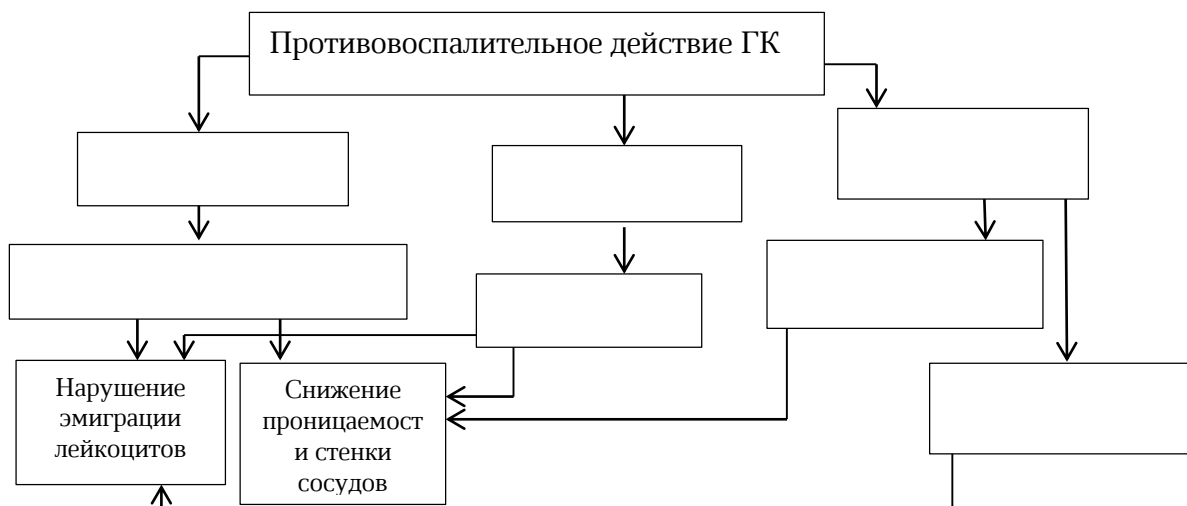 Противовоспалительное действие ГК
Нарушение
эмиграции
лейкоцитов
Снижение
проницаемост
и стенки
сосудов